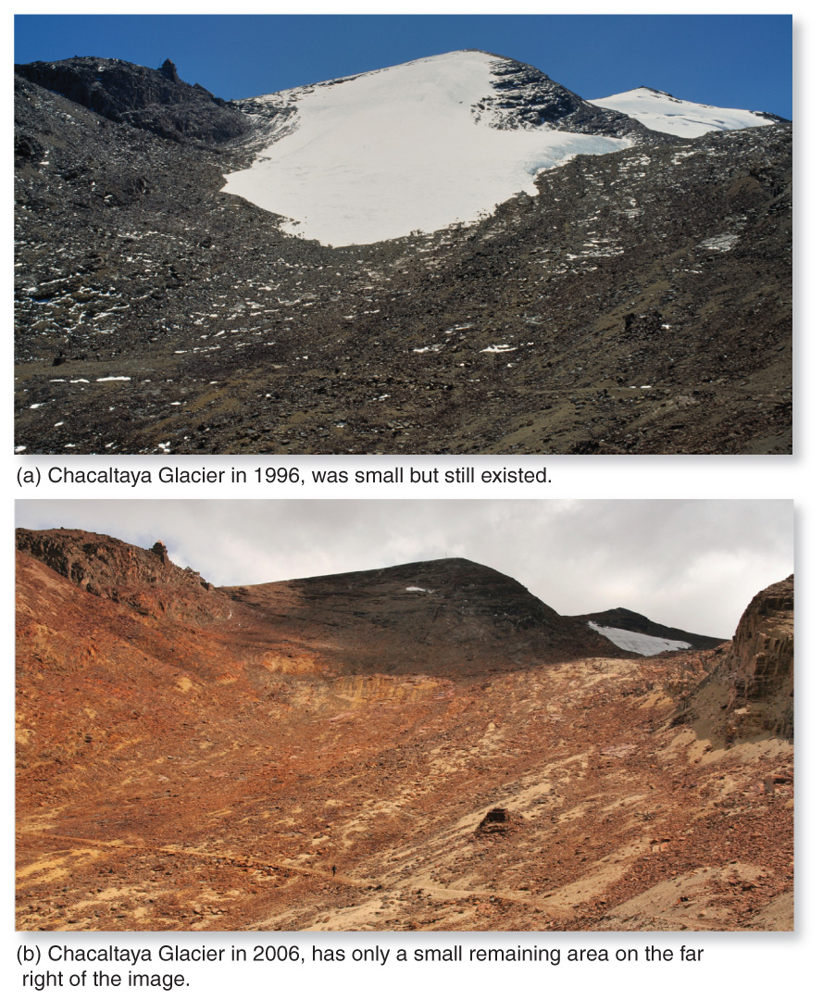 (a) Chacaltaya Glacier in 1996, was small but still existed.
(b) Chacaltaya Glacier in 2006, has only a small remaining area on the far
right of the image.